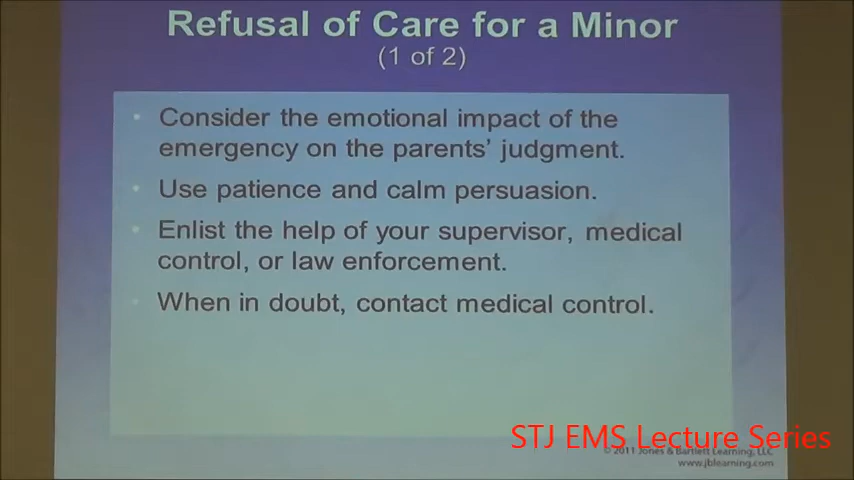 Refusal of Care for a Minor
(1 of 2)
• Consider the emotional impact of the
emergency on the parents' judgment.
• Use patience and calm persuasion.
• Enlist the help of your supervisor, medical
control, or law enforcement.
• When in doubt, contact medical control.
STJ EMS Lecture Series
© 2011 Jones & Bartlett Learning, LLC
www.jblearning.com